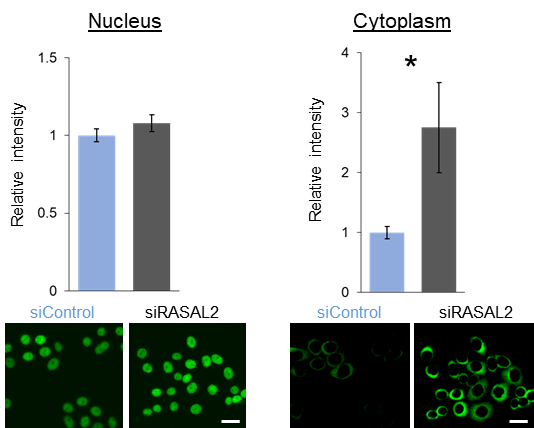 Nucleus
Relative intensity
1.5
1
0.5
0
siControl
siRASAL2
Cytoplasm
Relative intensity
4
3
2
1
0
*
siControl
siRASAL2